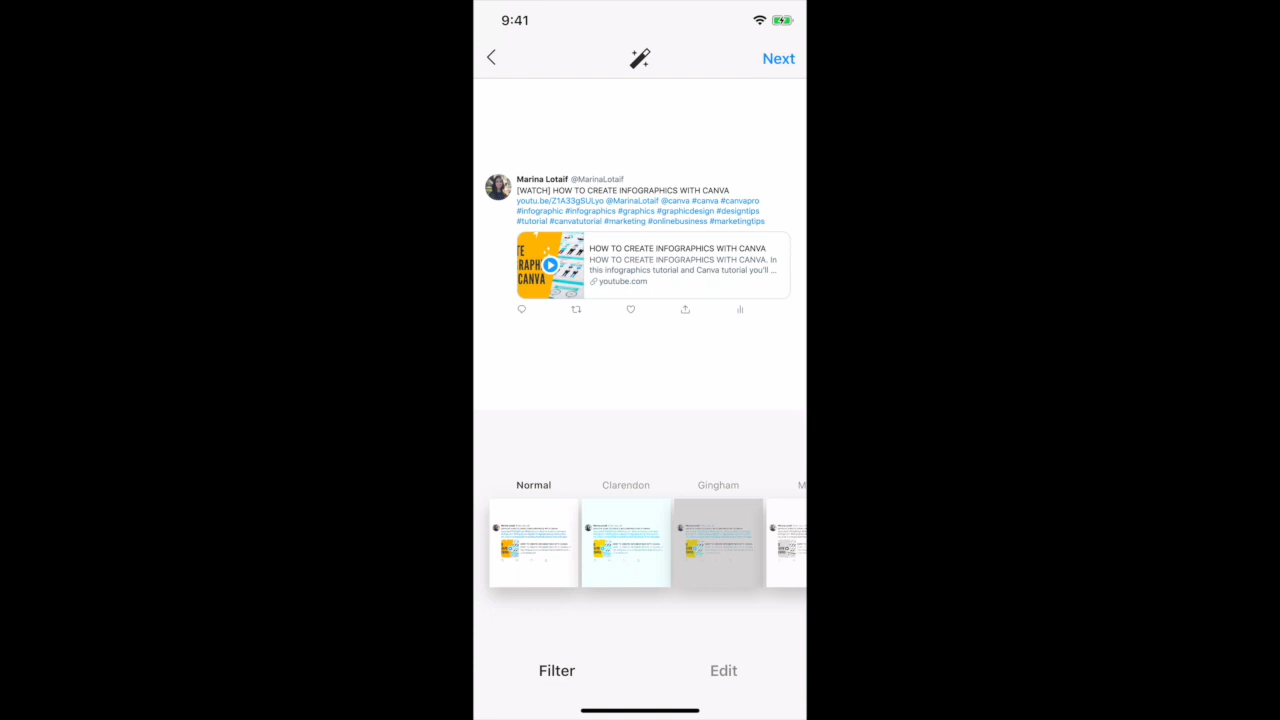 9:41
Next
Marina Lotaif @MarinaLotaif
[WATCH] HOW TO CREATE INFOGRAPHICS WITH CANVA
youtu.be/Z1A33gSULyo @MarinaLotaif @canva #canva #canvapro
#infographic #infographics #graphics #graphicdesign #designtips
#tutorial #canvatutorial #marketing #onlinebusiness #marketingtips
CANVA
HOW TO CREATE INFOGRAPHICS WITH CANVA
HOW TO CREATE INFOGRAPHICS WITH CANVA. In
this infographics tutorial and Canva tutorial you'll ...
youtube.com
Normal Clarendon Gingham M
Filter Edit